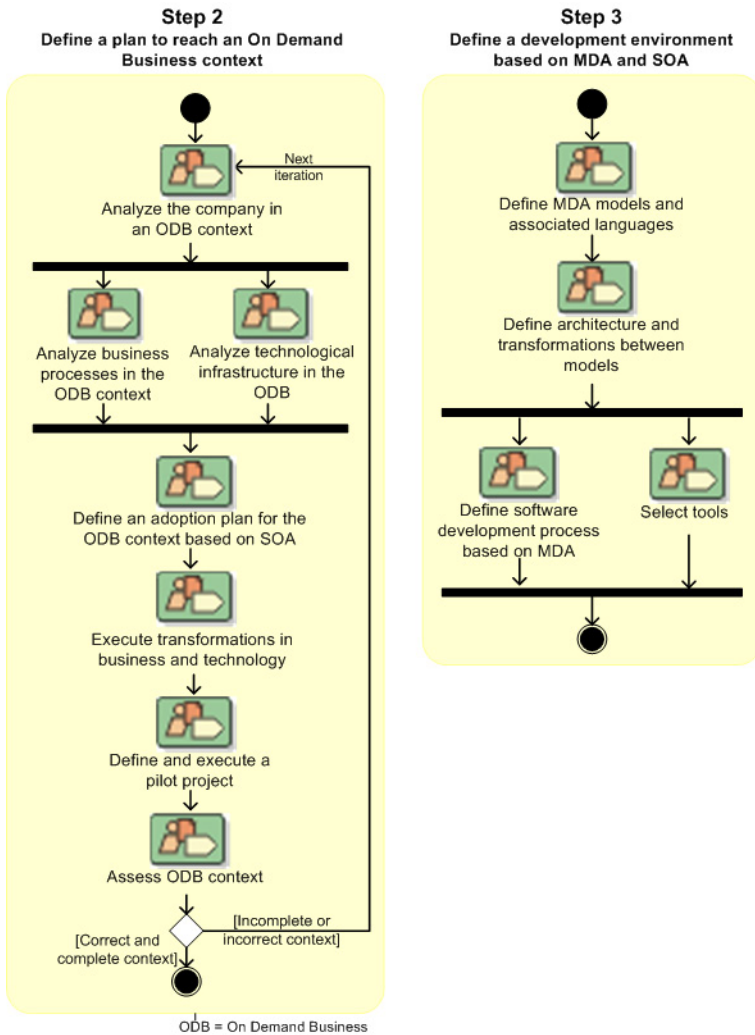 Step 2
Define a plan to reach an On Demand
Business context
Next
iteration
Analyze the company in
an ODB context
Analyze business
processes in the
ODB context
Analyze technological
infrastructure in the
ODB
Define an adoption plan for the
ODB context based on SOA
Execute transformations in
business and technology
Define and execute a
pilot project
Assess ODB context
[Incomplete or
incorrect context]
[Correct and
complete context]
ODB = On Demand Business
Step 3
Define a development environment
based on MDA and SOA
Define MDA models and
associated languages
Define architecture and
transformations between
models
Define software
development process
based on MDA
Select tools